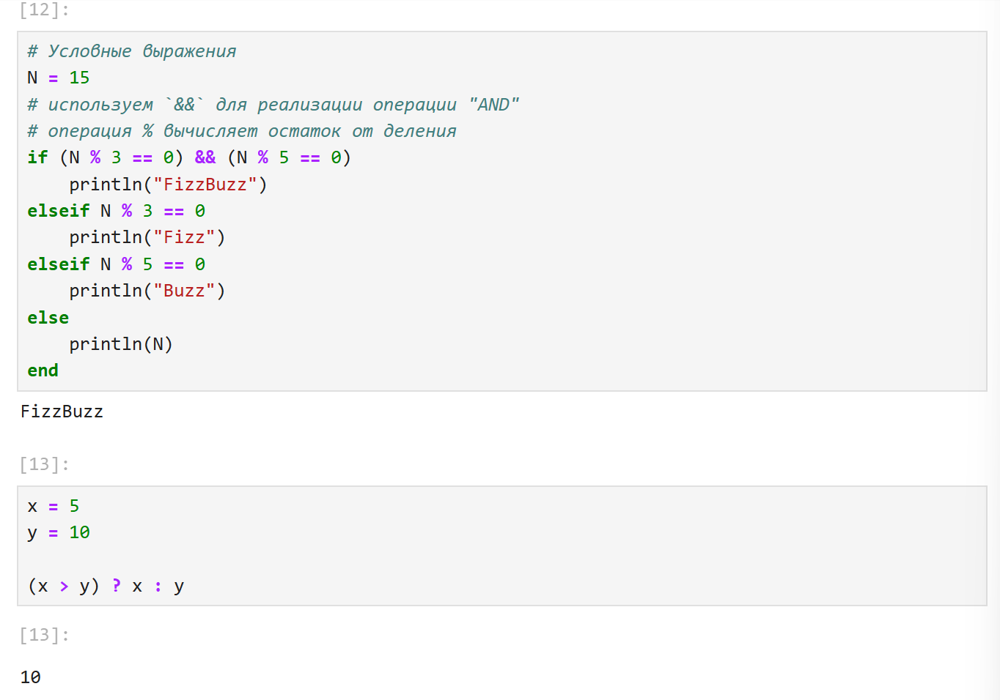 [12]:
# Условные выражения
N = 15
# используем `&&` для реализации операции "AND"
# операция % вычисляет остаток от деления
if (N % 3 == 0) && (N % 5 == 0)
    println("FizzBuzz")
elseif N % 3 == 0
    println("Fizz")
elseif N % 5 == 0
    println("Buzz")
else
    println(N)
end
FizzBuzz
[13]:
x = 5
y = 10
(x > y) ? x : y
[13]:
10